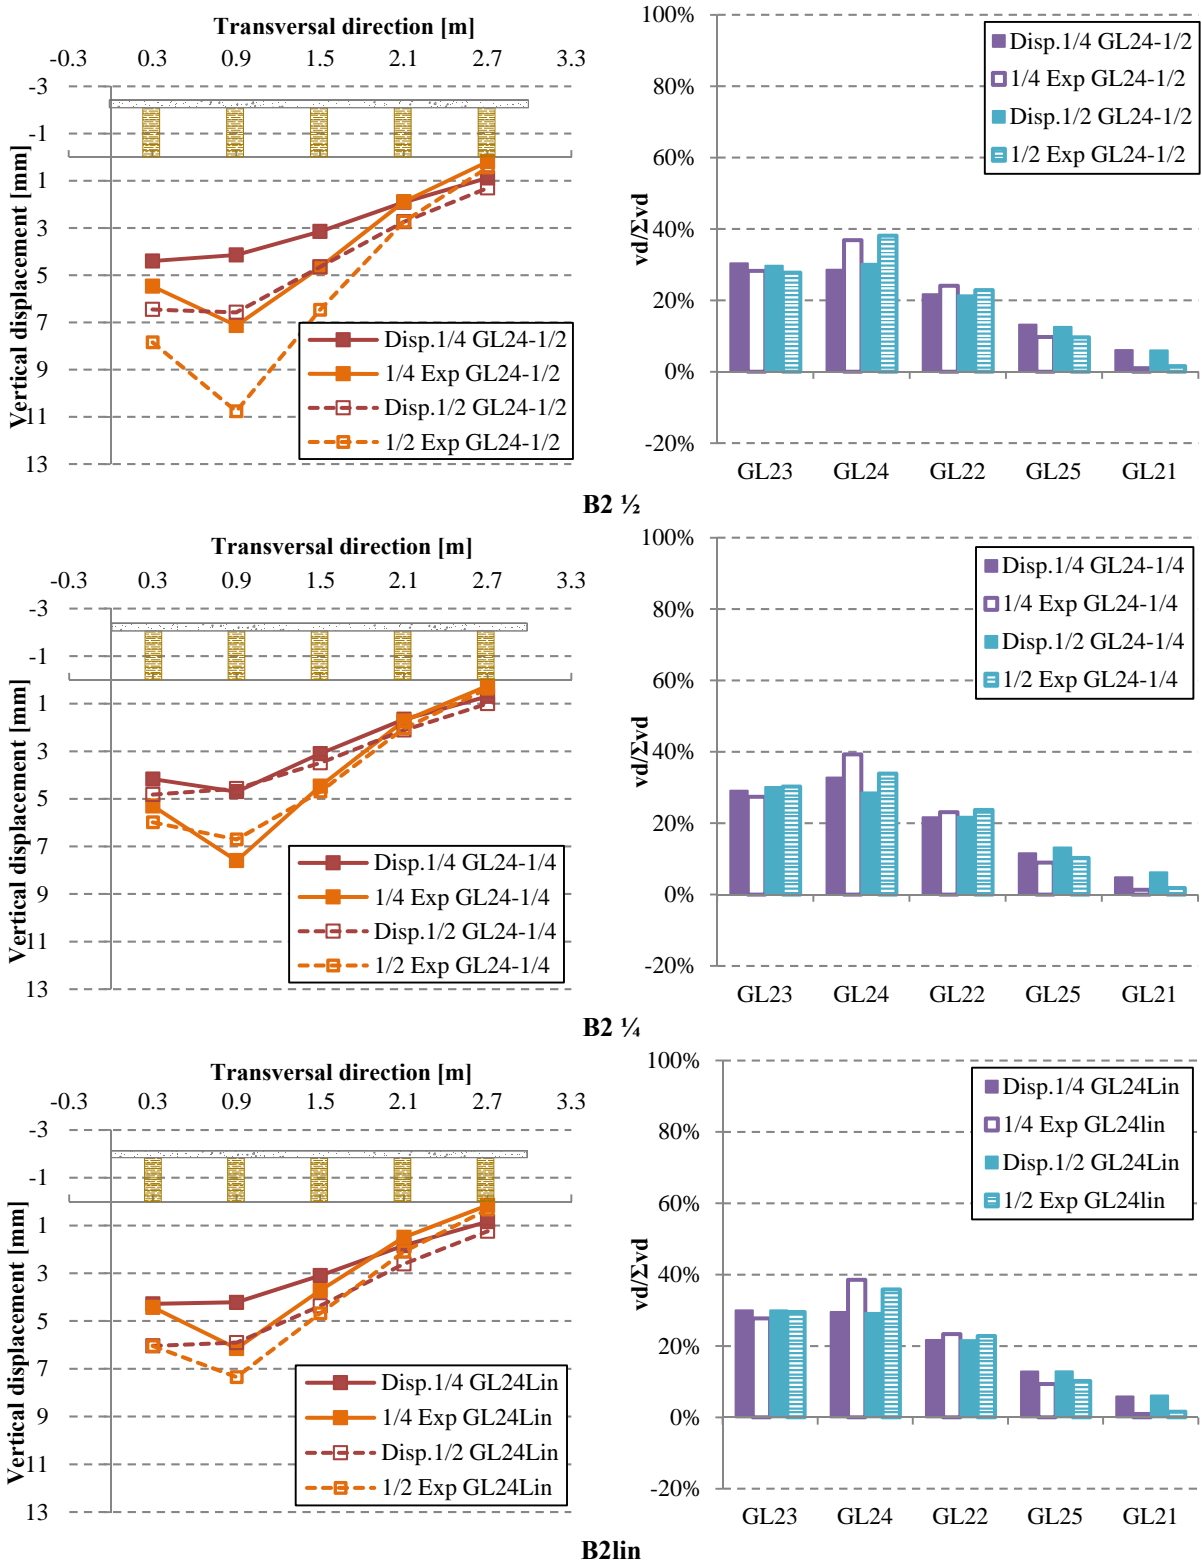 Transversal direction [m]
-0.3 0.3 0.9 1.5 2.1 2.7 3.3
Vertical displacement [mm]
-3
-1
1
3
5
7
9
11
13
Disp.1/4 GL24-1/2
1/4 Exp GL24-1/2
Disp.1/2 GL24-1/2
1/2 Exp GL24-1/2
vd/Σvd
100%
80%
60%
40%
20%
0%
-20%
Disp.1/4 GL24-1/2
1/4 Exp GL24-1/2
Disp.1/2 GL24-1/2
1/2 Exp GL24-1/2
GL23 GL24 GL22 GL25 GL21
B2 ½
Transversal direction [m]
-0.3 0.3 0.9 1.5 2.1 2.7 3.3
Vertical displacement [mm]
-3
-1
1
3
5
7
9
11
13
Disp.1/4 GL24-1/4
1/4 Exp GL24-1/4
Disp.1/2 GL24-1/4
1/2 Exp GL24-1/4
vd/Σvd
100%
80%
60%
40%
20%
0%
-20%
Disp.1/4 GL24-1/4
1/4 Exp GL24-1/4
Disp.1/2 GL24-1/4
1/2 Exp GL24-1/4
GL23 GL24 GL22 GL25 GL21
B2 ¼
Transversal direction [m]
-0.3 0.3 0.9 1.5 2.1 2.7 3.3
Vertical displacement [mm]
-3
-1
1
3
5
7
9
11
13
Disp.1/4 GL24Lin
1/4 Exp GL24Lin
Disp.1/2 GL24Lin
1/2 Exp GL24Lin
vd/Σvd
100%
80%
60%
40%
20%
0%
-20%
Disp.1/4 GL24Lin
1/4 Exp GL24lin
Disp.1/2 GL24Lin
1/2 Exp GL24lin
GL23 GL24 GL22 GL25 GL21
B2lin